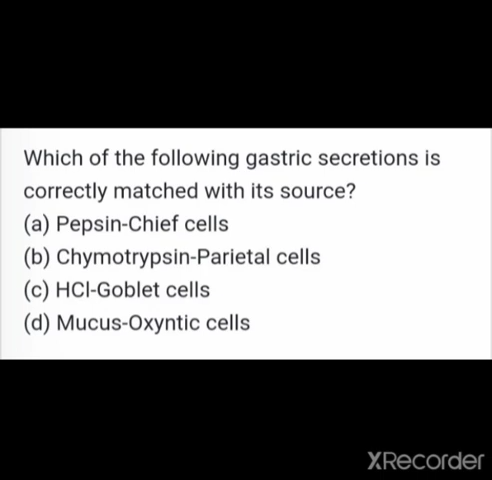 Which of the following gastric secretions is
correctly matched with its source?
(a) Pepsin-Chief cells
(b) Chymotrypsin-Parietal cells
(c) HCl-Goblet cells
(d) Mucus-Oxyntic cells
XRecorder